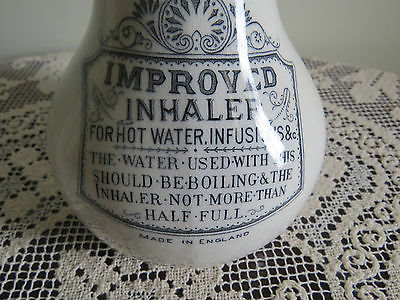 IMPROVED
INHALER
FOR HOT WATER, INFUSIONS &c.
THE · WATER · USED · WITH · THIS
SHOULD · BE · BOILING · & · THE
INHALER · NOT · MORE · THAN
HALF · FULL ·
MADE IN ENGLAND